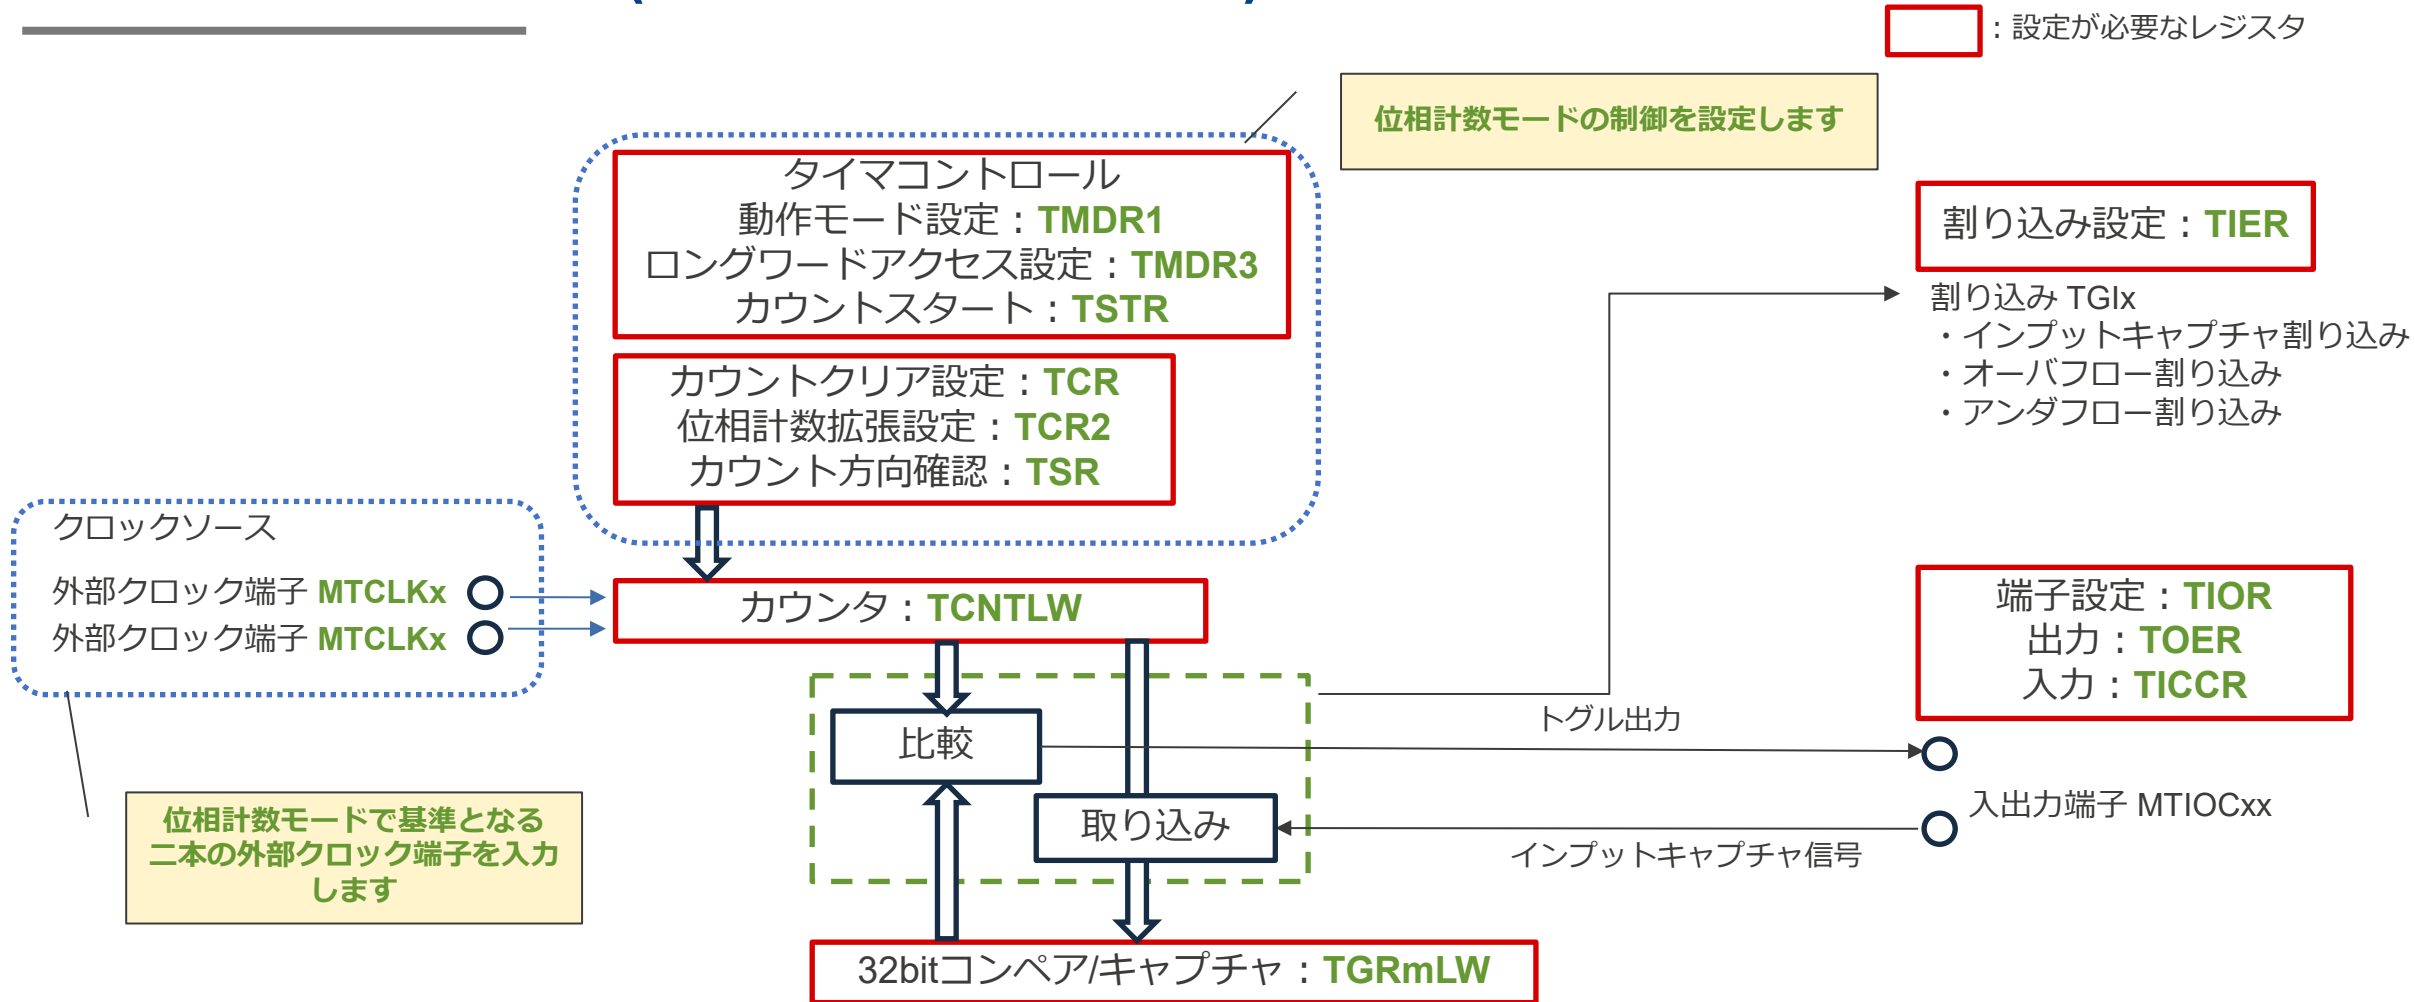 ：設定が必要なレジスタ
位相計数モードの制御を設定します
タイマコントロール
動作モード設定：TMDR1
ロングワードアクセス設定：TMDR3
カウントスタート：TSTR
カウントクリア設定：TCR
位相計数拡張設定：TCR2
カウント方向確認：TSR
割り込み設定：TIER
割り込み TGIx
・インプットキャプチャ割り込み
・オーバフロー割り込み
・アンダフロー割り込み
クロックソース
外部クロック端子 MTCLKx
外部クロック端子 MTCLKx
カウンタ：TCNTLW
端子設定：TIOR
出力：TOER
入力：TICCR
比較
トグル出力
取り込み
入出力端子 MTIOCxx
インプットキャプチャ信号
位相計数モードで基準となる
二本の外部クロック端子を入力
します
32bitコンペア/キャプチャ：TGRmLW